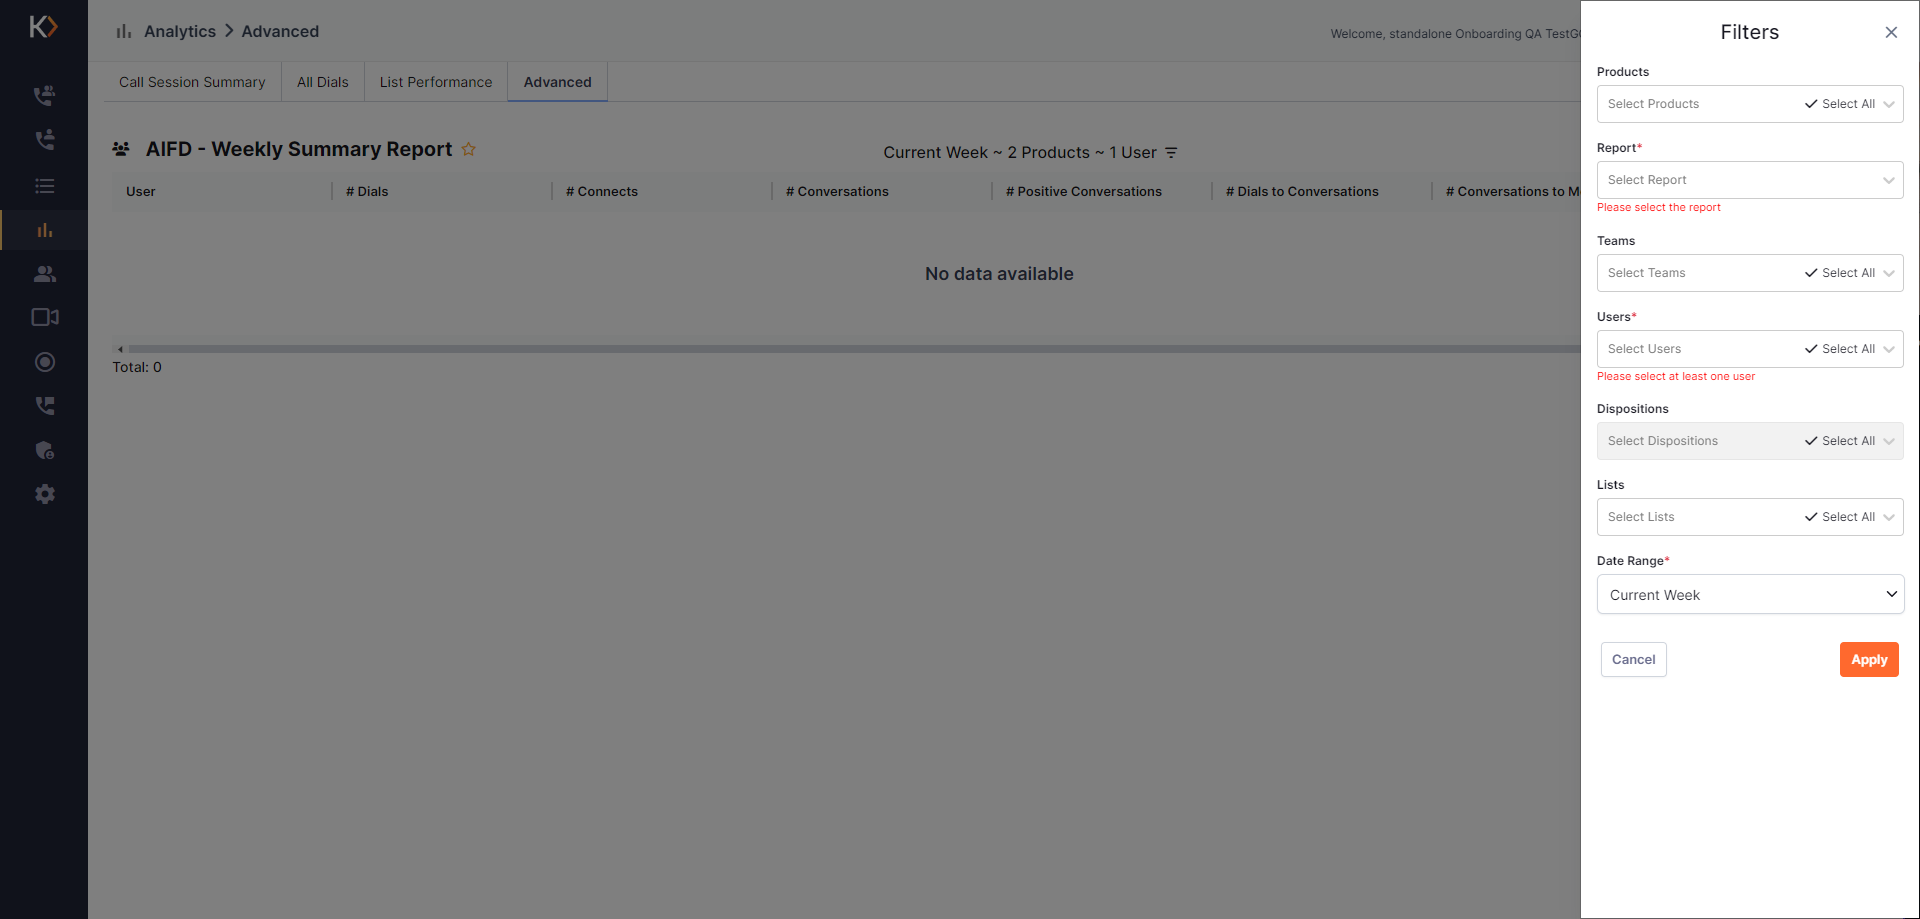 Analytics > Advanced
Welcome, standalone Onboarding QA TestG
Call Session Summary
All Dials
List Performance
Advanced
AIFD - Weekly Summary Report
Current Week ~ 2 Products ~ 1 User
User
# Dials
# Connects
# Conversations
# Positive Conversations
# Dials to Conversations
# Conversations to M
No data available
Total: 0
Filters
Products
Select Products
Select All
Report*
Select Report
Please select the report
Teams
Select Teams
Select All
Users*
Select Users
Select All
Please select at least one user
Dispositions
Select Dispositions
Select All
Lists
Select Lists
Select All
Date Range*
Current Week
Cancel
Apply